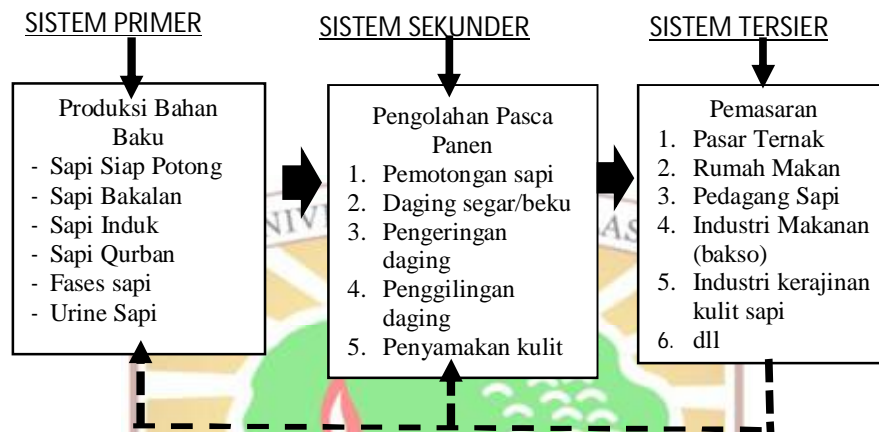 SISTEM PRIMER
SISTEM SEKUNDER
SISTEM TERSIER
Produksi Bahan
Baku
- Sapi Siap Potong
- Sapi Bakalan
- Sapi Induk
- Sapi Qurban
- Fases sapi
- Urine Sapi
Pengolahan Pasca
Panen
1. Pemotongan sapi
2. Daging segar/beku
3. Pengeringan
daging
4. Penggilingan
daging
5. Penyamakan kulit
Pemasaran
1. Pasar Ternak
2. Rumah Makan
3. Pedagang Sapi
4. Industri Makanan
(bakso)
5. Industri kerajinan
kulit sapi
6. dll